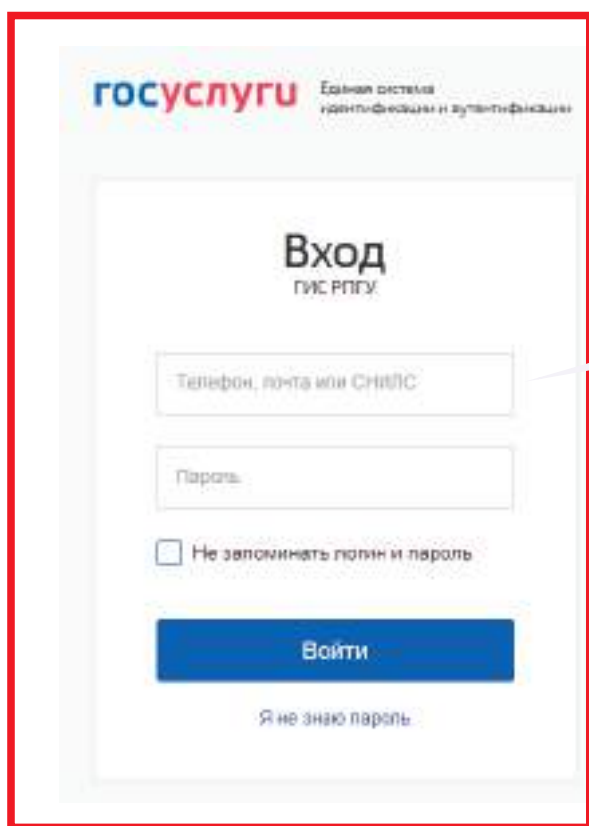 госуслуги
Единая система
идентификации и аутентификации
Вход
ГИС РПГУ
Телефон, почта или СНИЛС
Пароль
Не запоминать логин и пароль
Войти
Я не знаю пароль